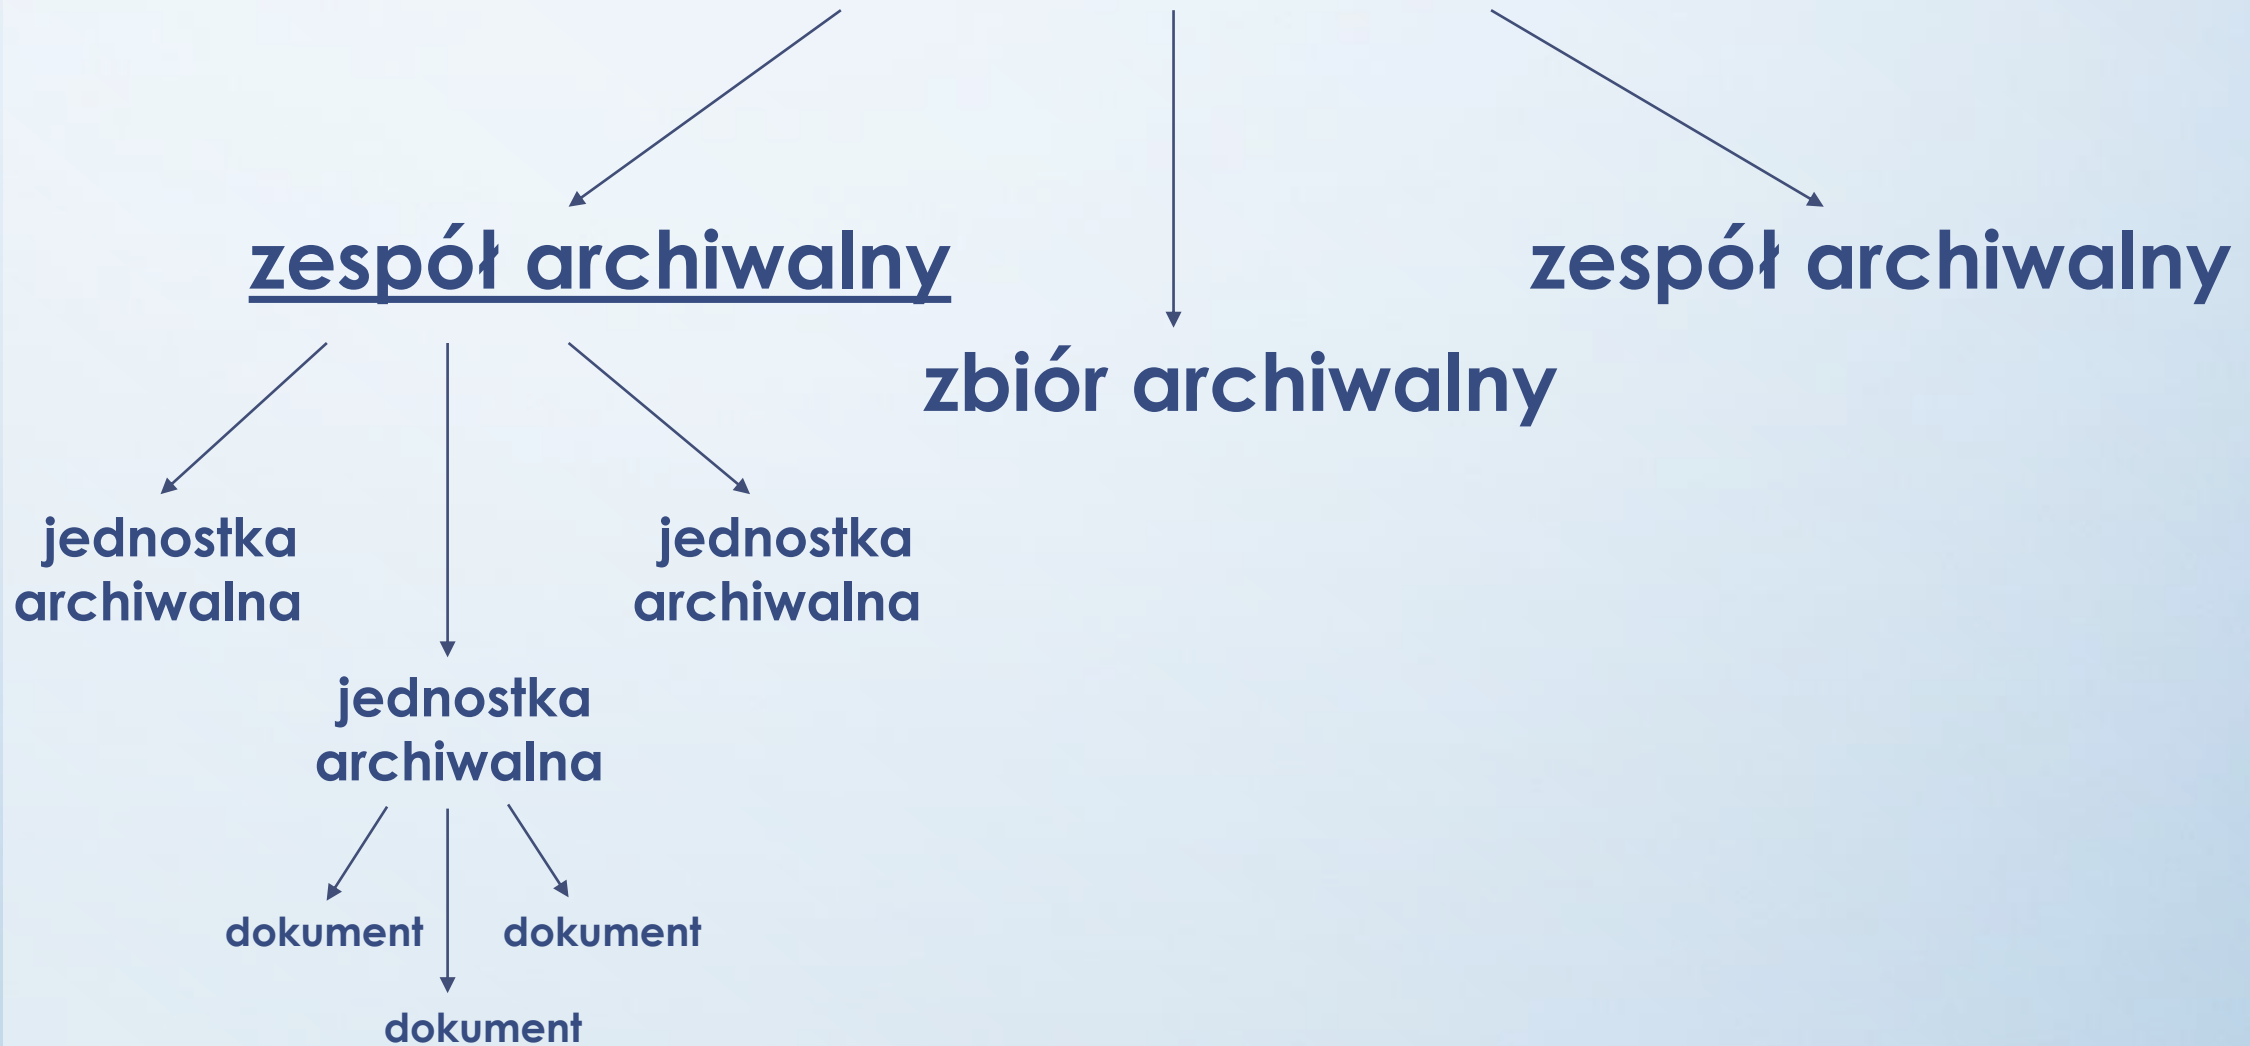 zespół archiwalny
zespół archiwalny
zbiór archiwalny
jednostka
archiwalna
jednostka
archiwalna
jednostka
archiwalna
dokument
dokument
dokument